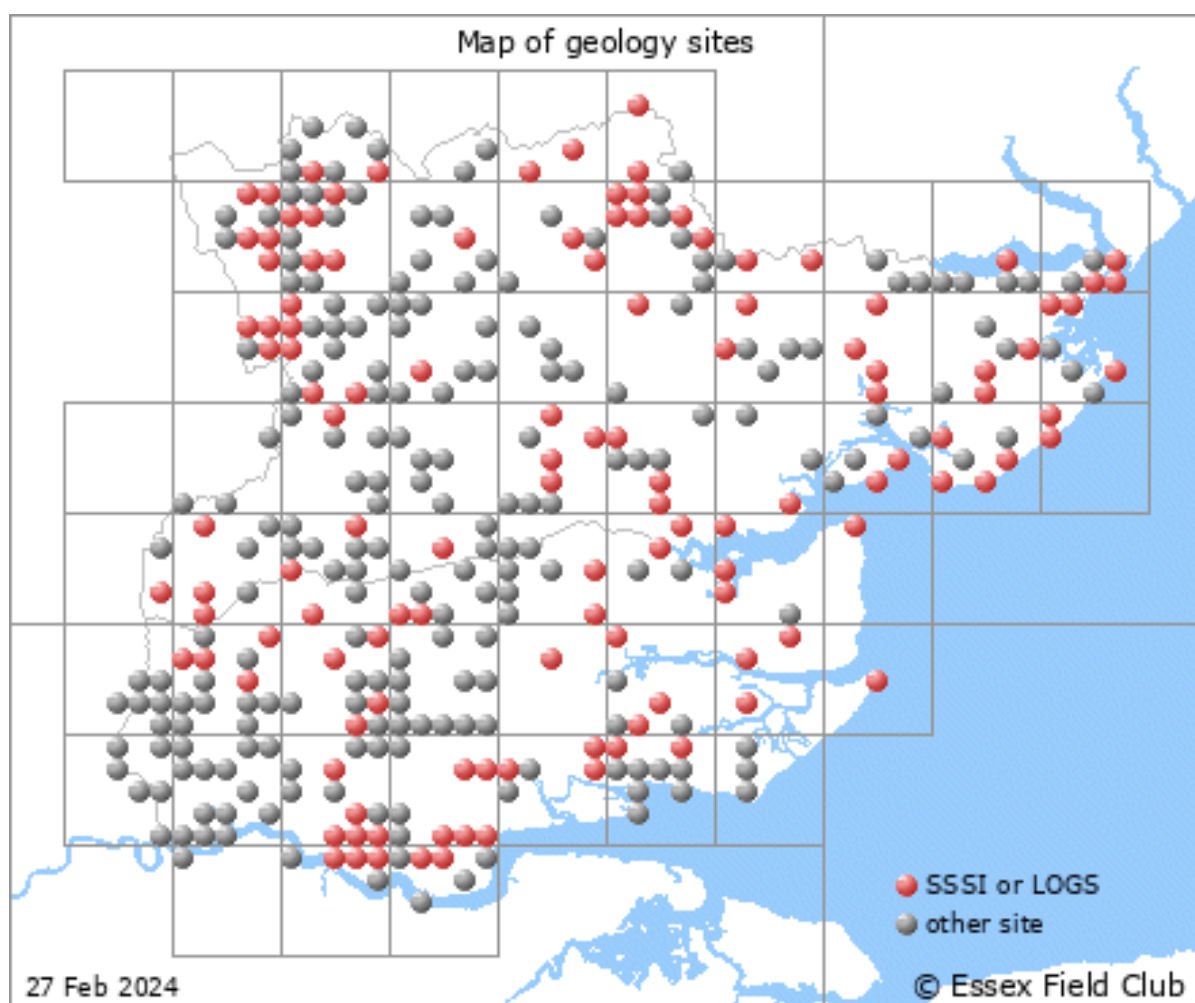 Map of geology sites
SSSI or LOGS
other site
27 Feb 2024
© Essex Field Club